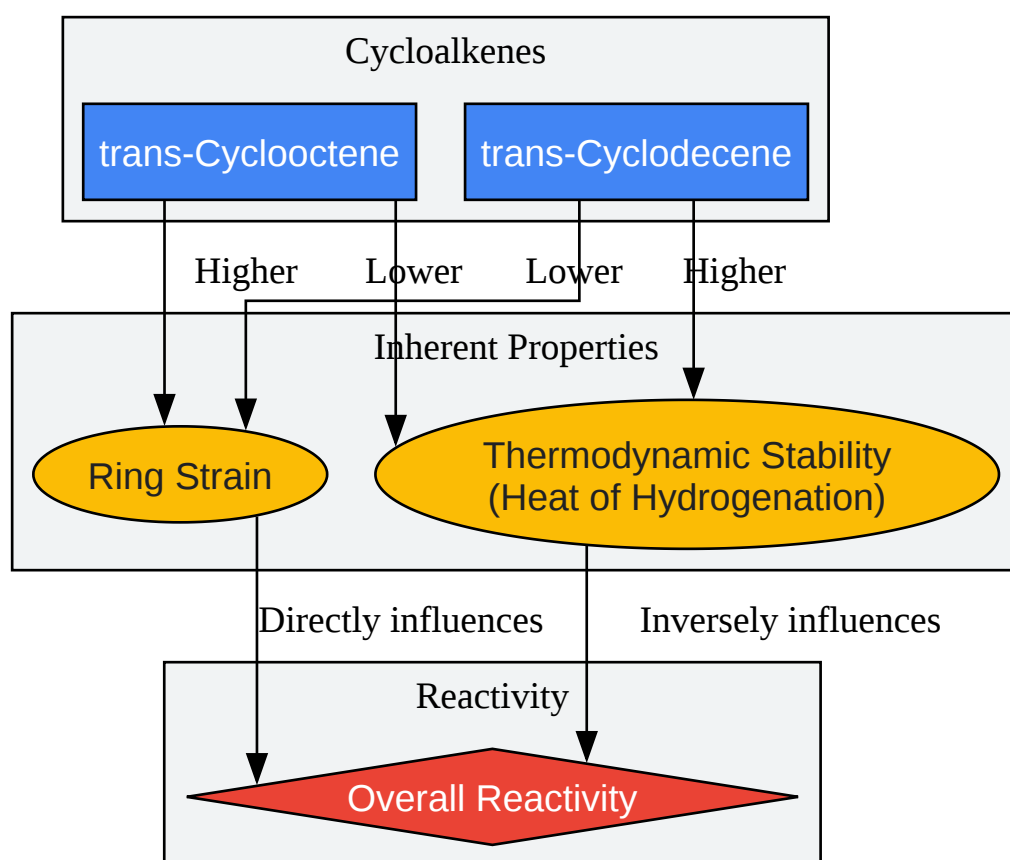 Cycloalkenes
trans-Cyclooctene
trans-Cyclodecene
Higher
Lower
Lower
Higher
Inherent Properties
Ring Strain
Thermodynamic Stability
(Heat of Hydrogenation)
Directly influences
Inversely influences
Reactivity
Overall Reactivity